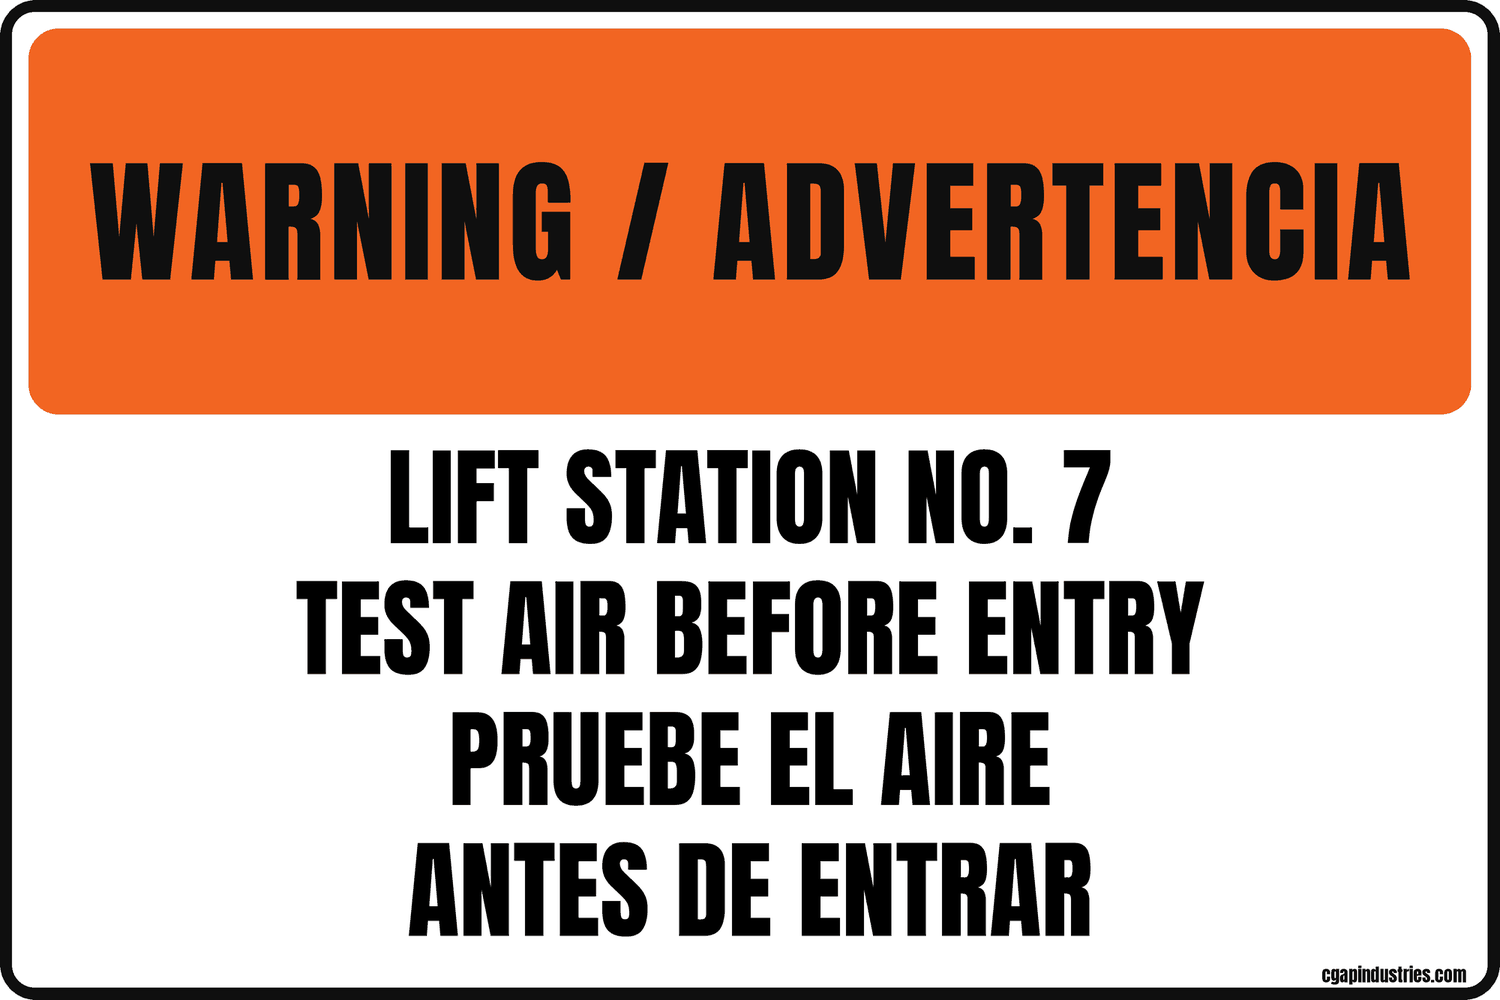 WARNING / ADVERTENCIA
LIFT STATION NO. 7
TEST AIR BEFORE ENTRY
PRUEBE EL AIRE
ANTES DE ENTRAR
cgapindustries.com